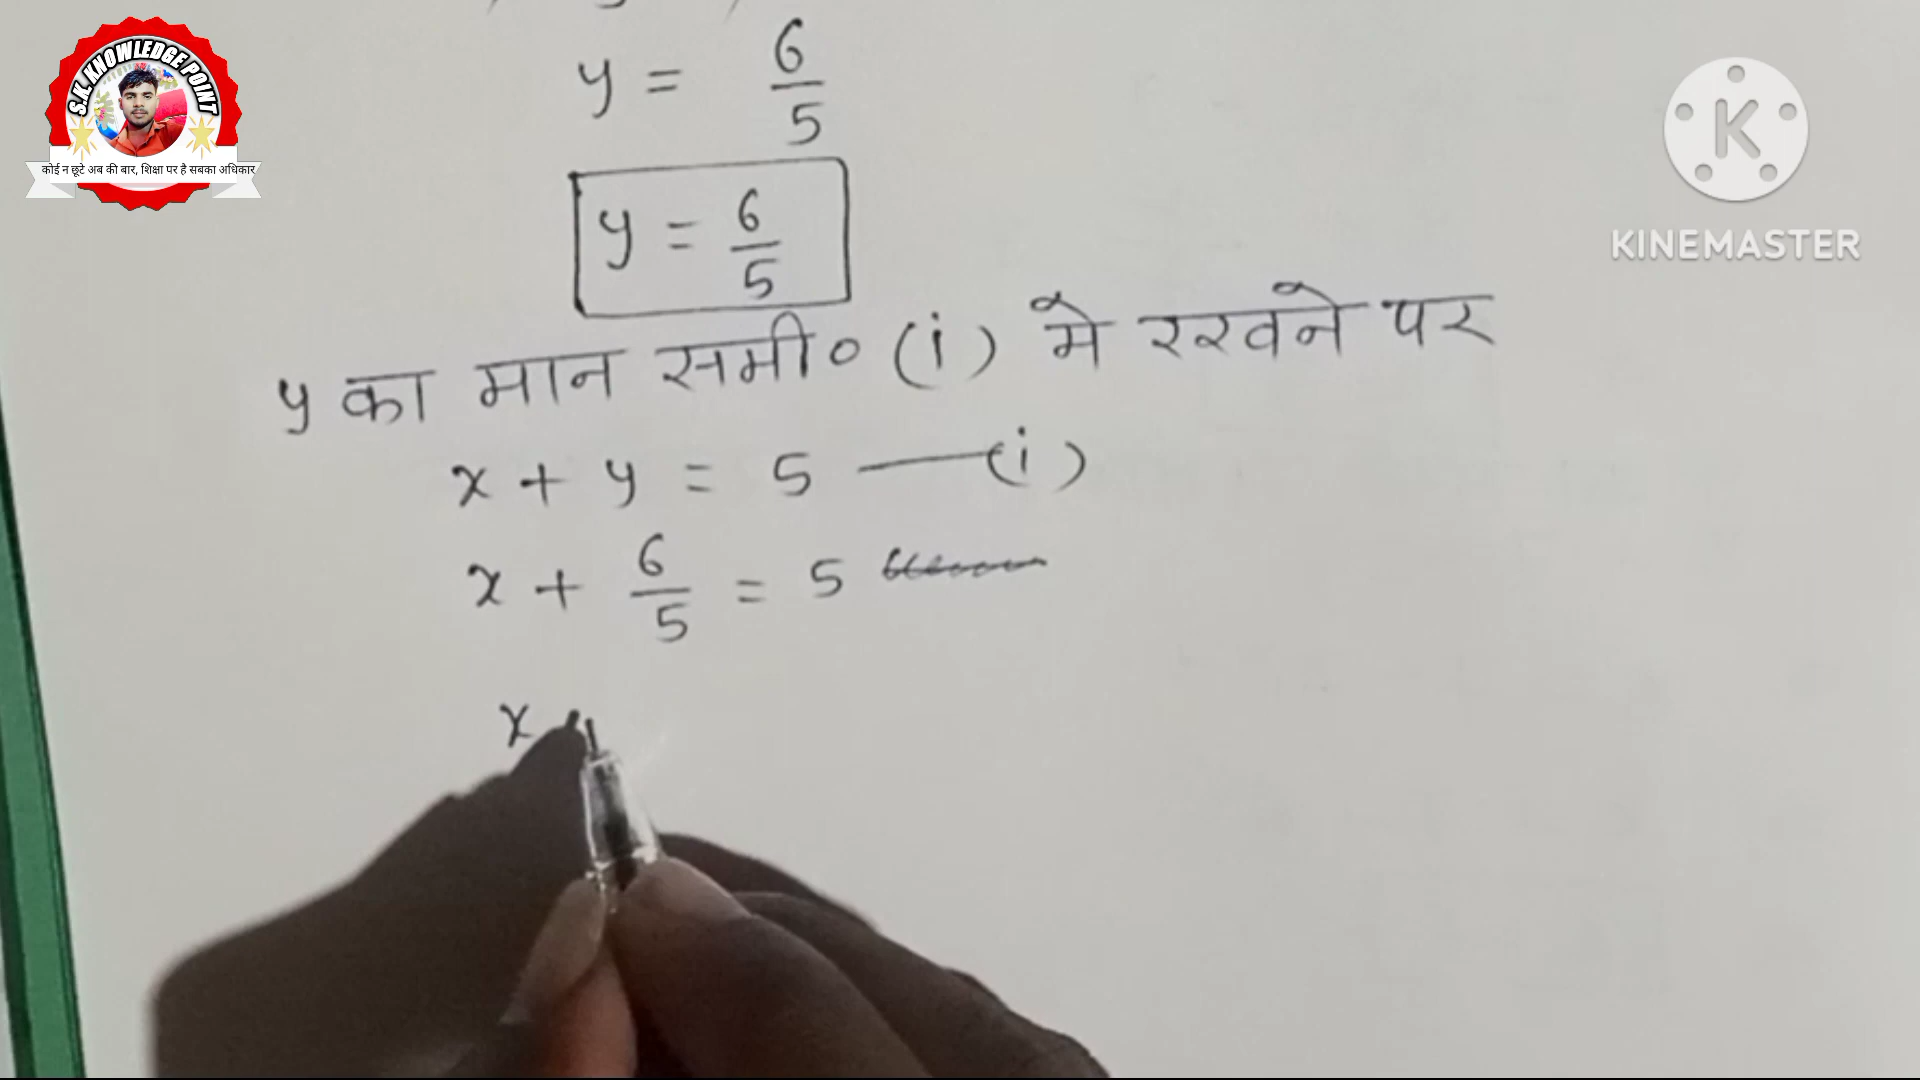 S.K. KNOWLEDGE POINT
कोई न छूटे अब की बार, शिक्षा पर है सबका अधिकार
K
KINEMASTER
y = 6/5
y = 6/5
y का मान समी० (i) मे रखने पर
x + y = 5 —(i)
x + 6/5 = 5
x